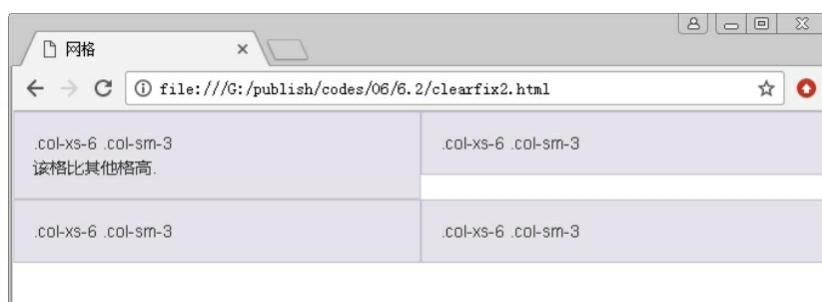 网格
file:///G:/publish/codes/06/6.2/clearfix2.html
.col-xs-6 .col-sm-3
该格比其他格高.
.col-xs-6 .col-sm-3
.col-xs-6 .col-sm-3
.col-xs-6 .col-sm-3